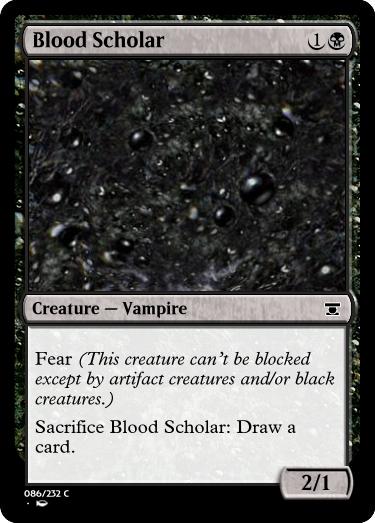 Blood Scholar 1
Creature — Vampire
Fear (This creature can't be blocked
except by artifact creatures and/or black
creatures.)
Sacrifice Blood Scholar: Draw a
card.
2/1
086/232 C